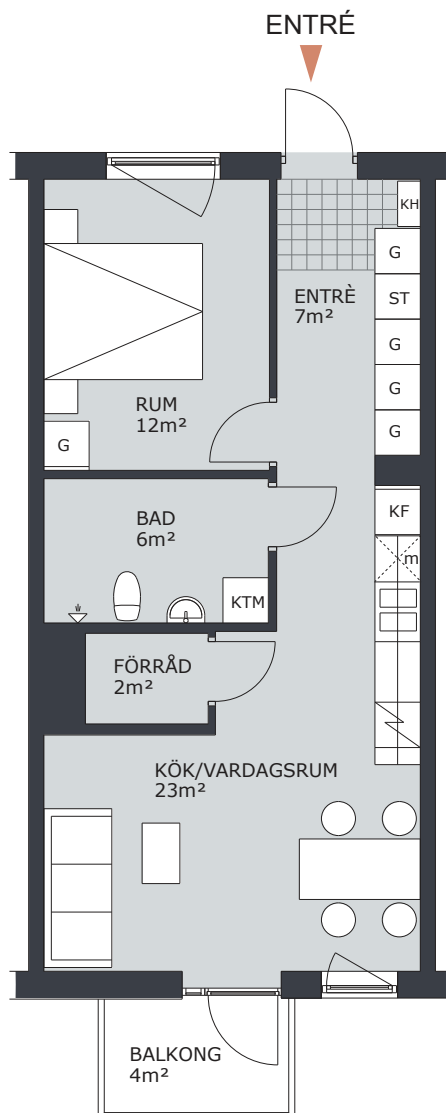 ENTRÉ
KH
G
ENTRÈ
7m²
ST
G
G
G
RUM
12m²
G
KF
BAD
6m²
m
KTM
FÖRRÅD
2m²
KÖK/VARDAGSRUM
23m²
BALKONG
4m²